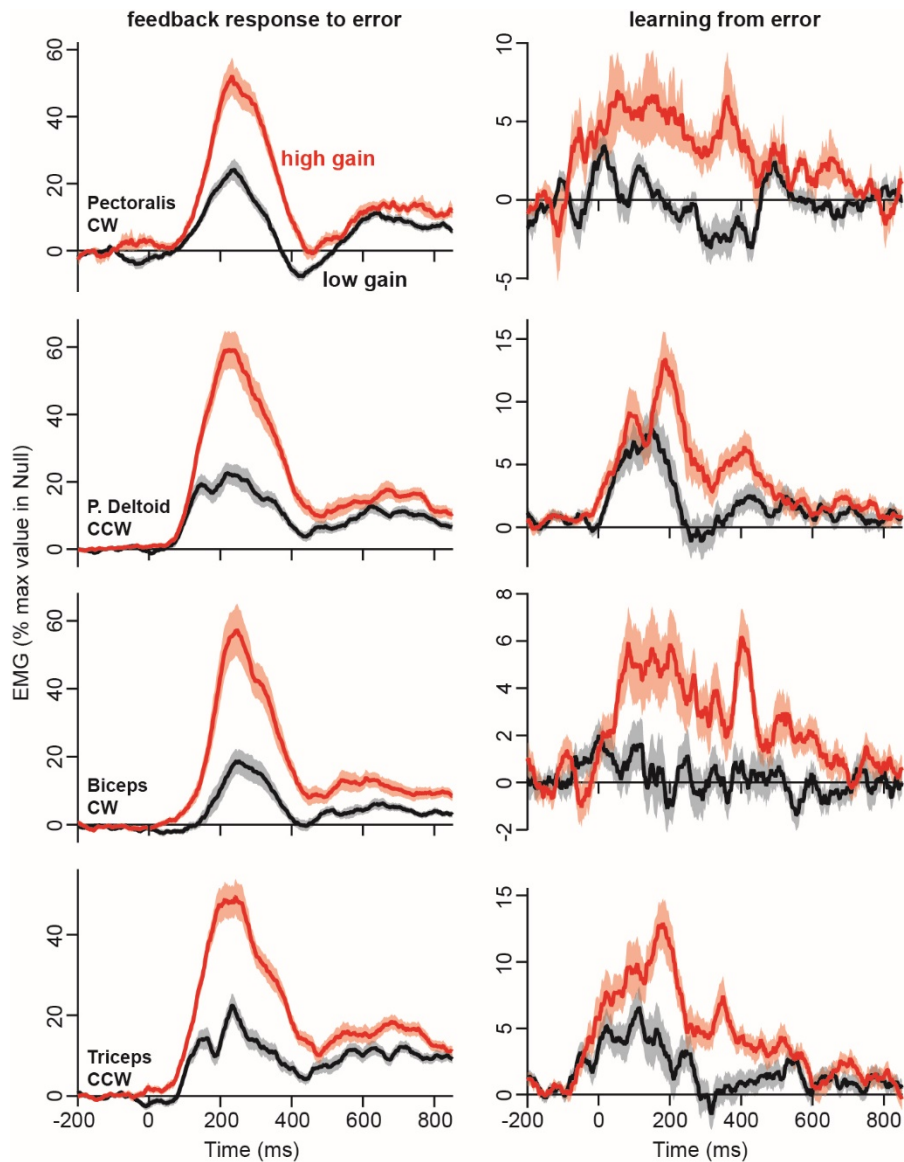 feedback response to error
learning from error
60
40
20
0
high gain
low gain
Pectoralis
CW
10
5
0
-5
60
40
20
0
P. Deltoid
CCW
15
10
5
0
EMG (% max value in Null)
60
40
20
0
Biceps
CW
8
6
4
2
0
-2
40
20
0
Triceps
CCW
15
10
5
0
-200 0 200 400 600 800
Time (ms)
-200 0 200 400 600 800
Time (ms)